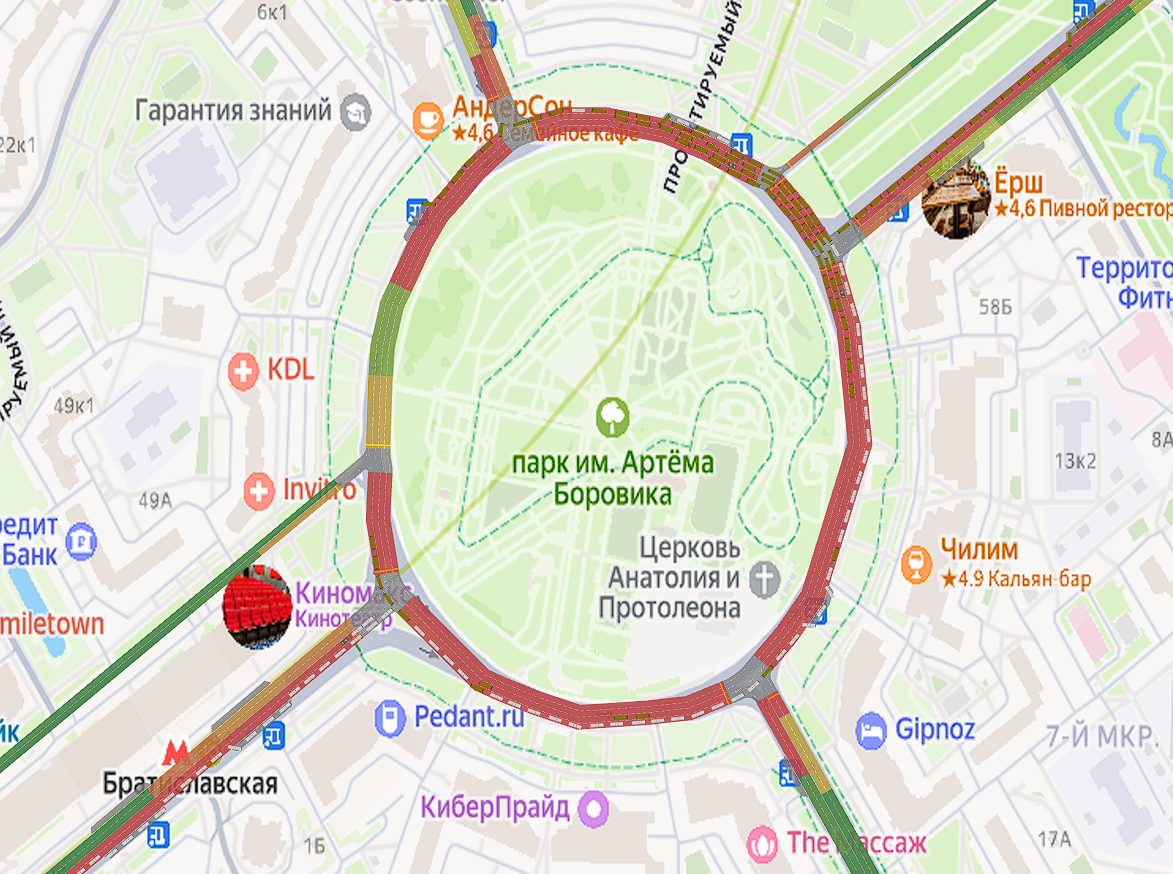 6к1
Гарантия знаний
АндерСон
★4,6 Семейное кафе
22к1
Ёрш
★4,6 Пивной рестор
Террито
Фитн
58Б
KDL
49к1
парк им. Артёма
Боровика
8А
13к2
49А
Invitro
редит
Банк
Церковь
Анатолия и
Протолеона
Чилим
★4.9 Кальян-бар
Киномакс
Кинотеатр
miletown
Pedant.ru
Gipnoz
7-Й МКР.
йк
Братиславская
КиберПрайд
1Б
The Массаж
17А